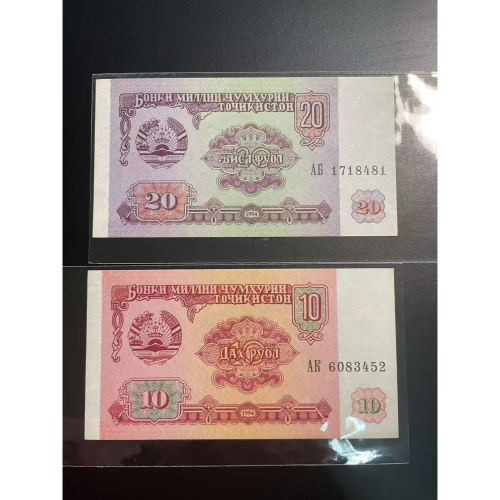 БОНКИ МИЛЛИИ ҶУМҲУРИИ
ТОҶИКИСТОН
20
БИСТ РУБЛ
АБ 1718481
20
1994
20
БОНКИ МИЛЛИИ ҶУМҲУРИИ
ТОҶИКИСТОН
10
ДАҲ РУБЛ
АК 6083452
10
1994
10